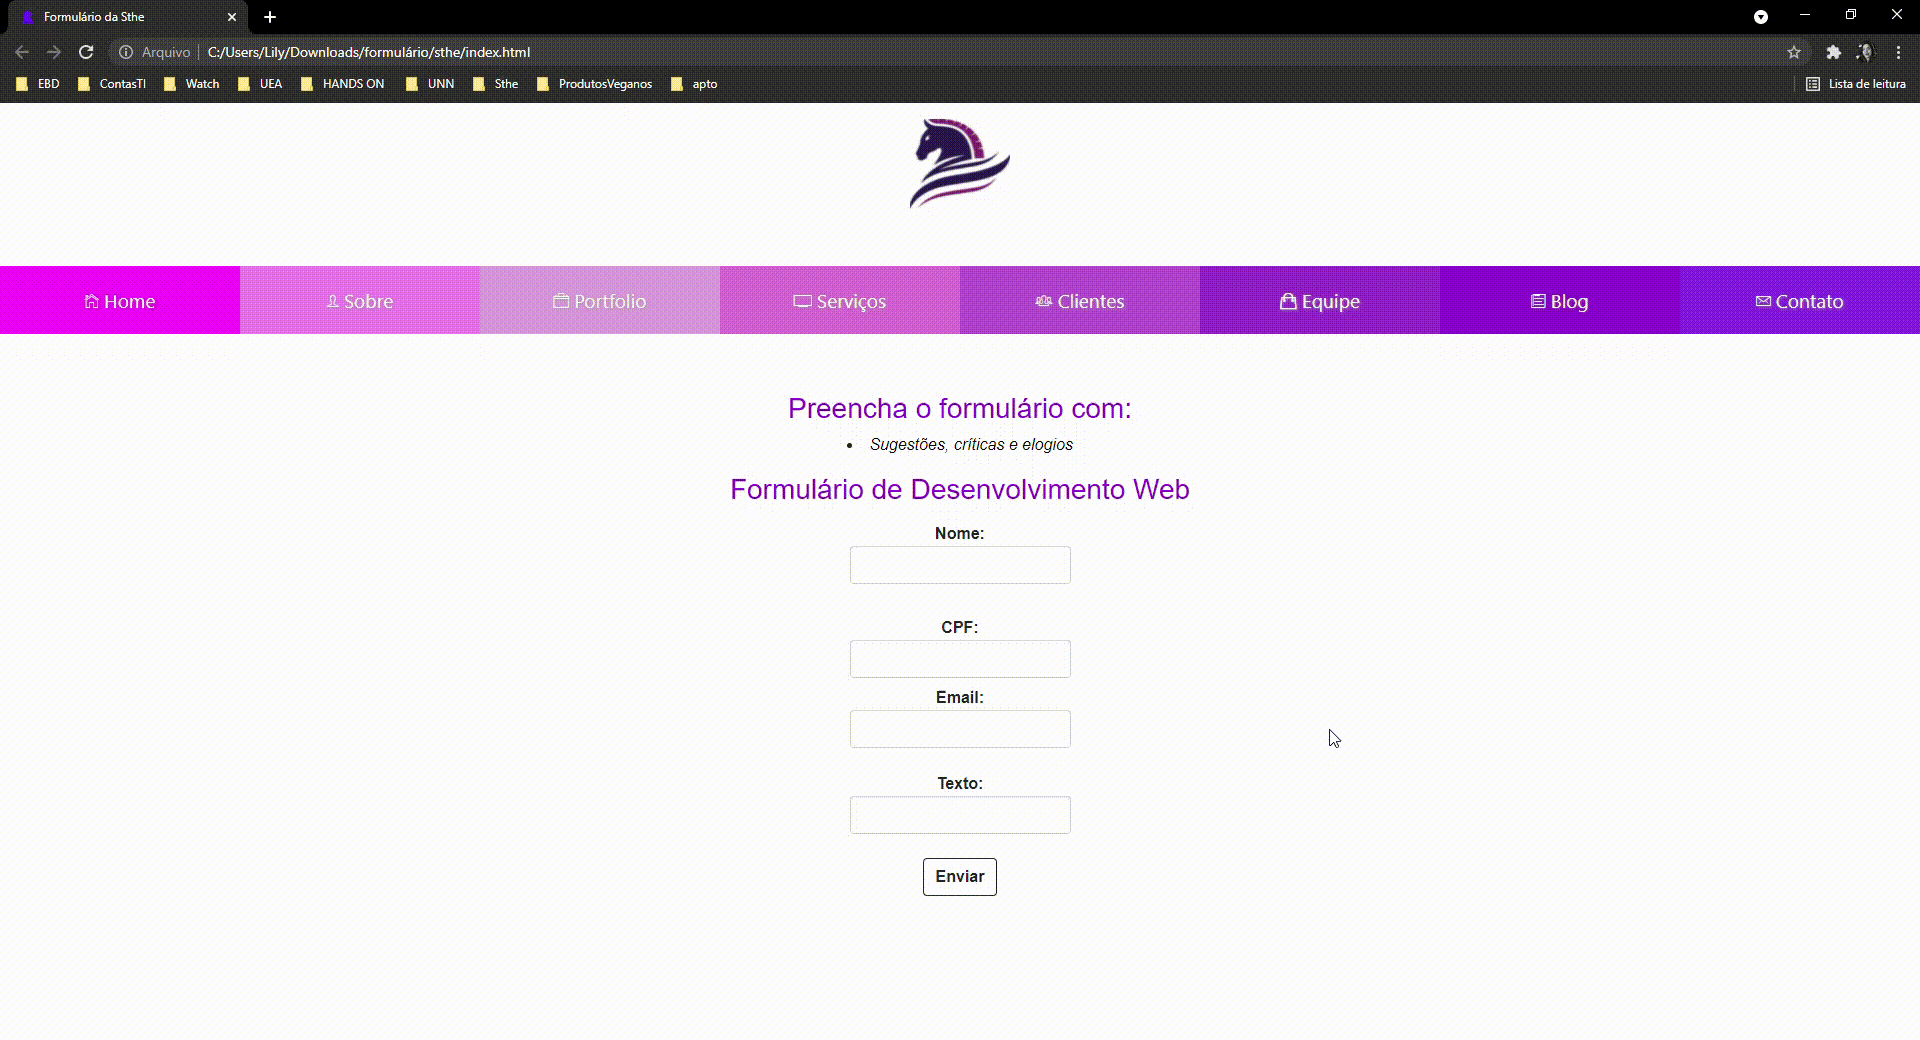 Formulário da Sthe
Arquivo C:/Users/Lily/Downloads/formulário/sthe/index.html
EBD ContasTI Watch UEA HANDS ON UNN Sthe ProdutosVeganos apto Lista de leitura
Home Sobre Portfolio Serviços Clientes Equipe Blog Contato
Preencha o formulário com:
• Sugestões, críticas e elogios
Formulário de Desenvolvimento Web
Nome:
CPF:
Email:
Texto:
Enviar